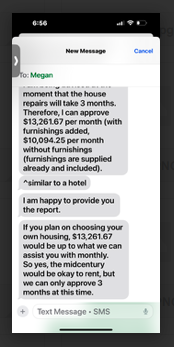 6:56
New Message
Cancel
To: Megan
moment that the house
repairs will take 3 months.
Therefore, I can approve
$13,261.67 per month (with
furnishings added,
$10,094.25 per month
without furnishings
(furnishings are supplied
already and included).
^similar to a hotel
I am happy to provide you
the report.
If you plan on choosing your
own housing, $13,261.67
would be up to what we can
assist you with monthly.
So yes, the midcentury
would be okay to rent, but
we can only approve 3
months at this time.
Text Message • SMS